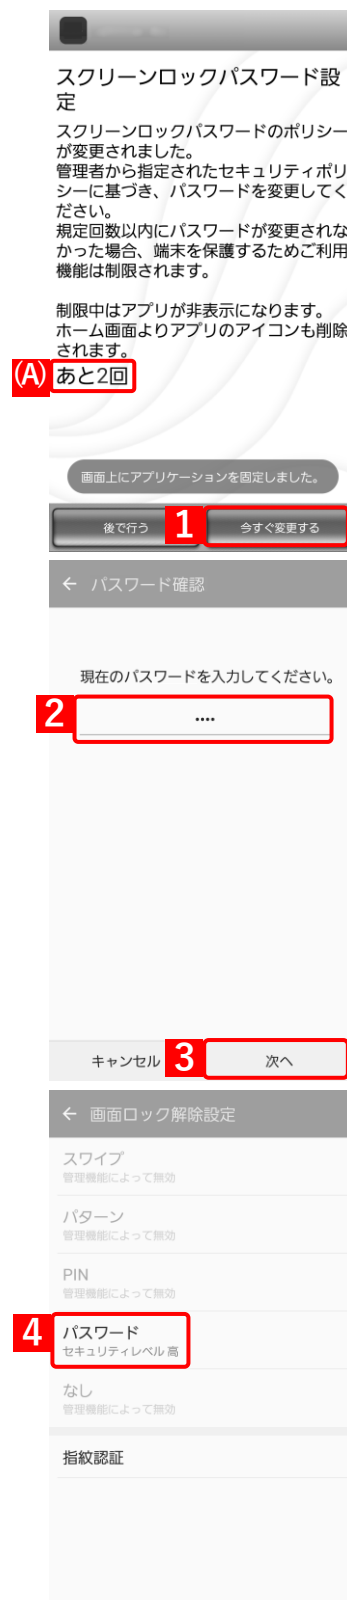 スクリーンロックパスワード設
定
スクリーンロックパスワードのポリシー
が変更されました。
管理者から指定されたセキュリティポリ
シーに基づき、パスワードを変更してく
ださい。
規定回数以内にパスワードが変更されな
かった場合、端末を保護するためご利用
機能は制限されます。
制限中はアプリが非表示になります。
ホーム画面よりアプリのアイコンも削除
されます。
(A) あと2回
画面上にアプリケーションを固定しました。
後で行う 1 今すぐ変更する
← パスワード確認
現在のパスワードを入力してください。
2 ····
キャンセル 3 次へ
← 画面ロック解除設定
スワイプ
管理機能によって無効
パターン
管理機能によって無効
PIN
管理機能によって無効
4 パスワード
セキュリティレベル 高
なし
管理機能によって無効
指紋認証